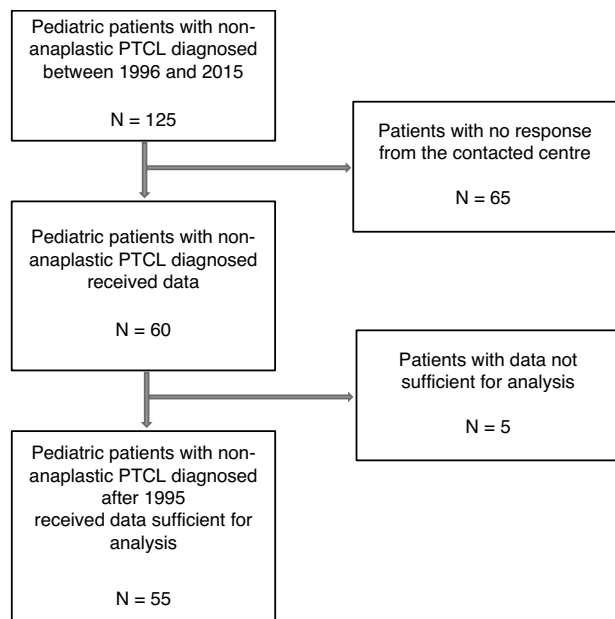 Pediatric patients with non-
anaplastic PTCL diagnosed
between 1996 and 2015
N = 125
Patients with no response
from the contacted centre
N = 65
Pediatric patients with non-
anaplastic PTCL diagnosed
received data
N = 60
Patients with data not
sufficient for analysis
N = 5
Pediatric patients with non-
anaplastic PTCL diagnosed
after 1995
received data sufficient for
analysis
N = 55